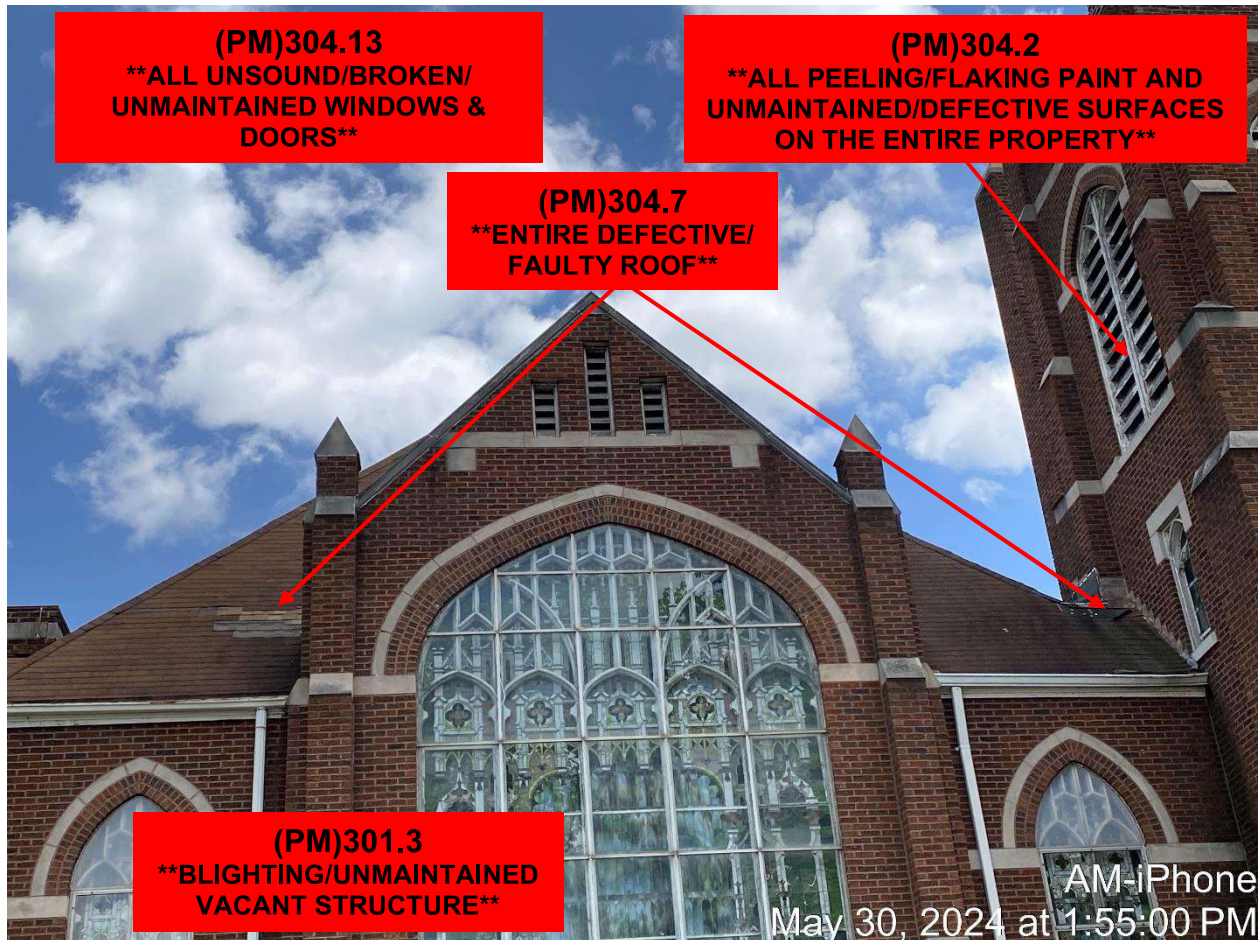 (PM)304.13
**ALL UNSOUND/BROKEN/
UNMAINTAINED WINDOWS &
DOORS**
(PM)304.2
**ALL PEELING/FLAKING PAINT AND
UNMAINTAINED/DEFECTIVE SURFACES
ON THE ENTIRE PROPERTY**
(PM)304.7
**ENTIRE DEFECTIVE/
FAULTY ROOF**
(PM)301.3
**BLIGHTING/UNMAINTAINED
VACANT STRUCTURE**
AM-iPhone
May 30, 2024 at 1:55:00 PM